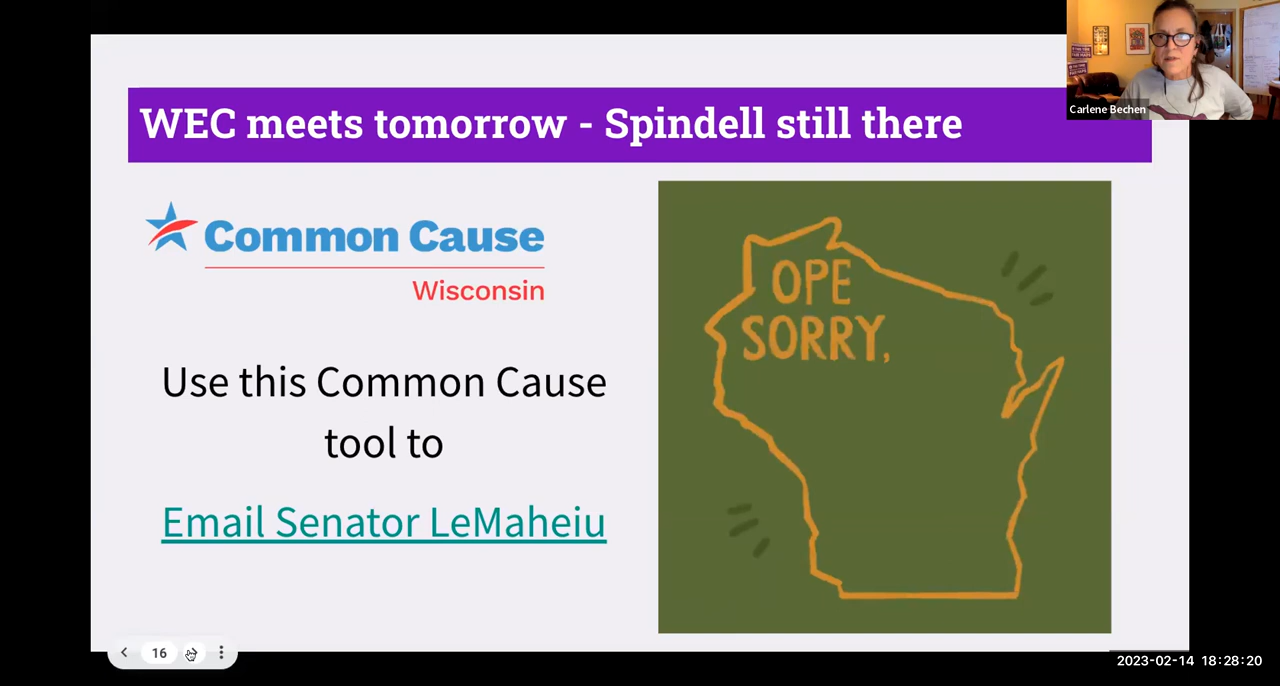 WEC meets tomorrow - Spindell still there
Carlene Bechen
Common Cause
Wisconsin
Use this Common Cause
tool to
Email Senator LeMaheiu
OPE
SORRY,
16
2023-02-14 18:28:20